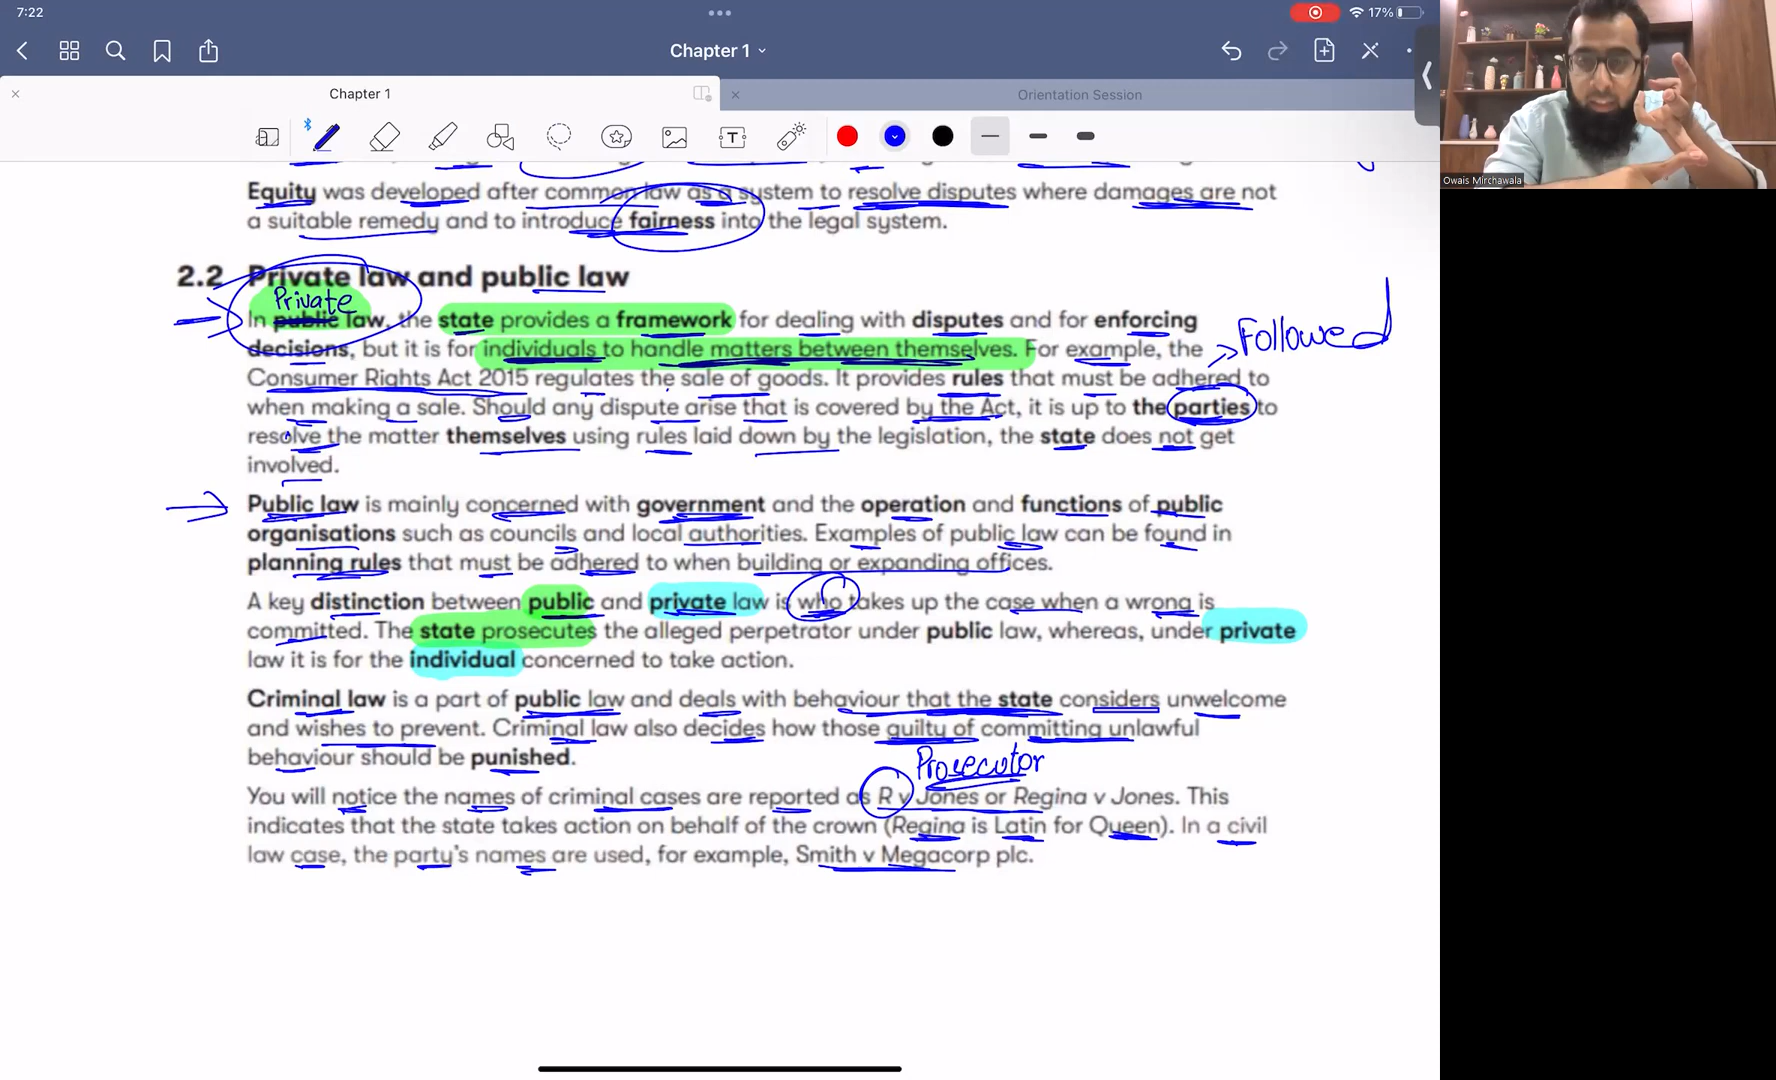 7:22
17%
Chapter 1
Chapter 1
Orientation Session
T
Owais Mirchawala
Equity was developed after common law as a system to resolve disputes where damages are not
a suitable remedy and to introduce fairness into the legal system.
2.2 Private law and public law
Private
In public law, the state provides a framework for dealing with disputes and for enforcing
Followed
decisions, but it is for individuals to handle matters between themselves. For example, the
Consumer Rights Act 2015 regulates the sale of goods. It provides rules that must be adhered to
when making a sale. Should any dispute arise that is covered by the Act, it is up to the parties to
resolve the matter themselves using rules laid down by the legislation, the state does not get
involved.
Public law is mainly concerned with government and the operation and functions of public
organisations such as councils and local authorities. Examples of public law can be found in
planning rules that must be adhered to when building or expanding offices.
A key distinction between public and private law is who takes up the case when a wrong is
committed. The state prosecutes the alleged perpetrator under public law, whereas, under private
law it is for the individual concerned to take action.
Criminal law is a part of public law and deals with behaviour that the state considers unwelcome
and wishes to prevent. Criminal law also decides how those guilty of committing unlawful
behaviour should be punished.
Prosecutor
You will notice the names of criminal cases are reported as R v Jones or Regina v Jones. This
indicates that the state takes action on behalf of the crown (Regina is Latin for Queen). In a civil
law case, the party's names are used, for example, Smith v Megacorp plc.